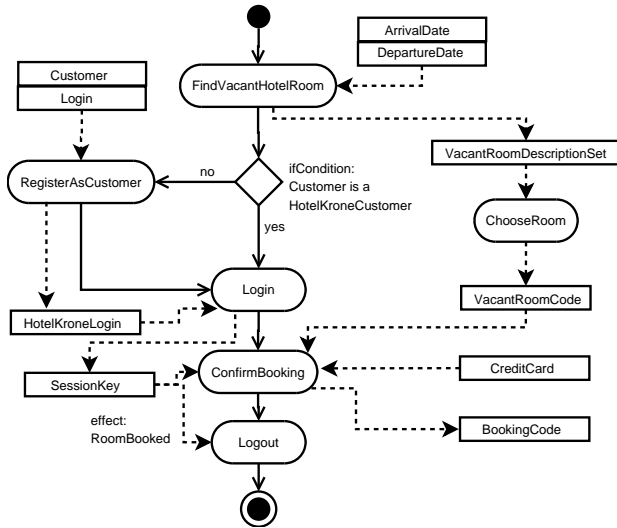 ArrivalDate
DepartureDate
Customer
Login
FindVacantHotelRoom
VacantRoomDescriptionSet
ifCondition:
Customer is a
HotelKroneCustomer
no
RegisterAsCustomer
yes
ChooseRoom
Login
VacantRoomCode
HotelKroneLogin
ConfirmBooking
CreditCard
SessionKey
effect:
RoomBooked
Logout
BookingCode